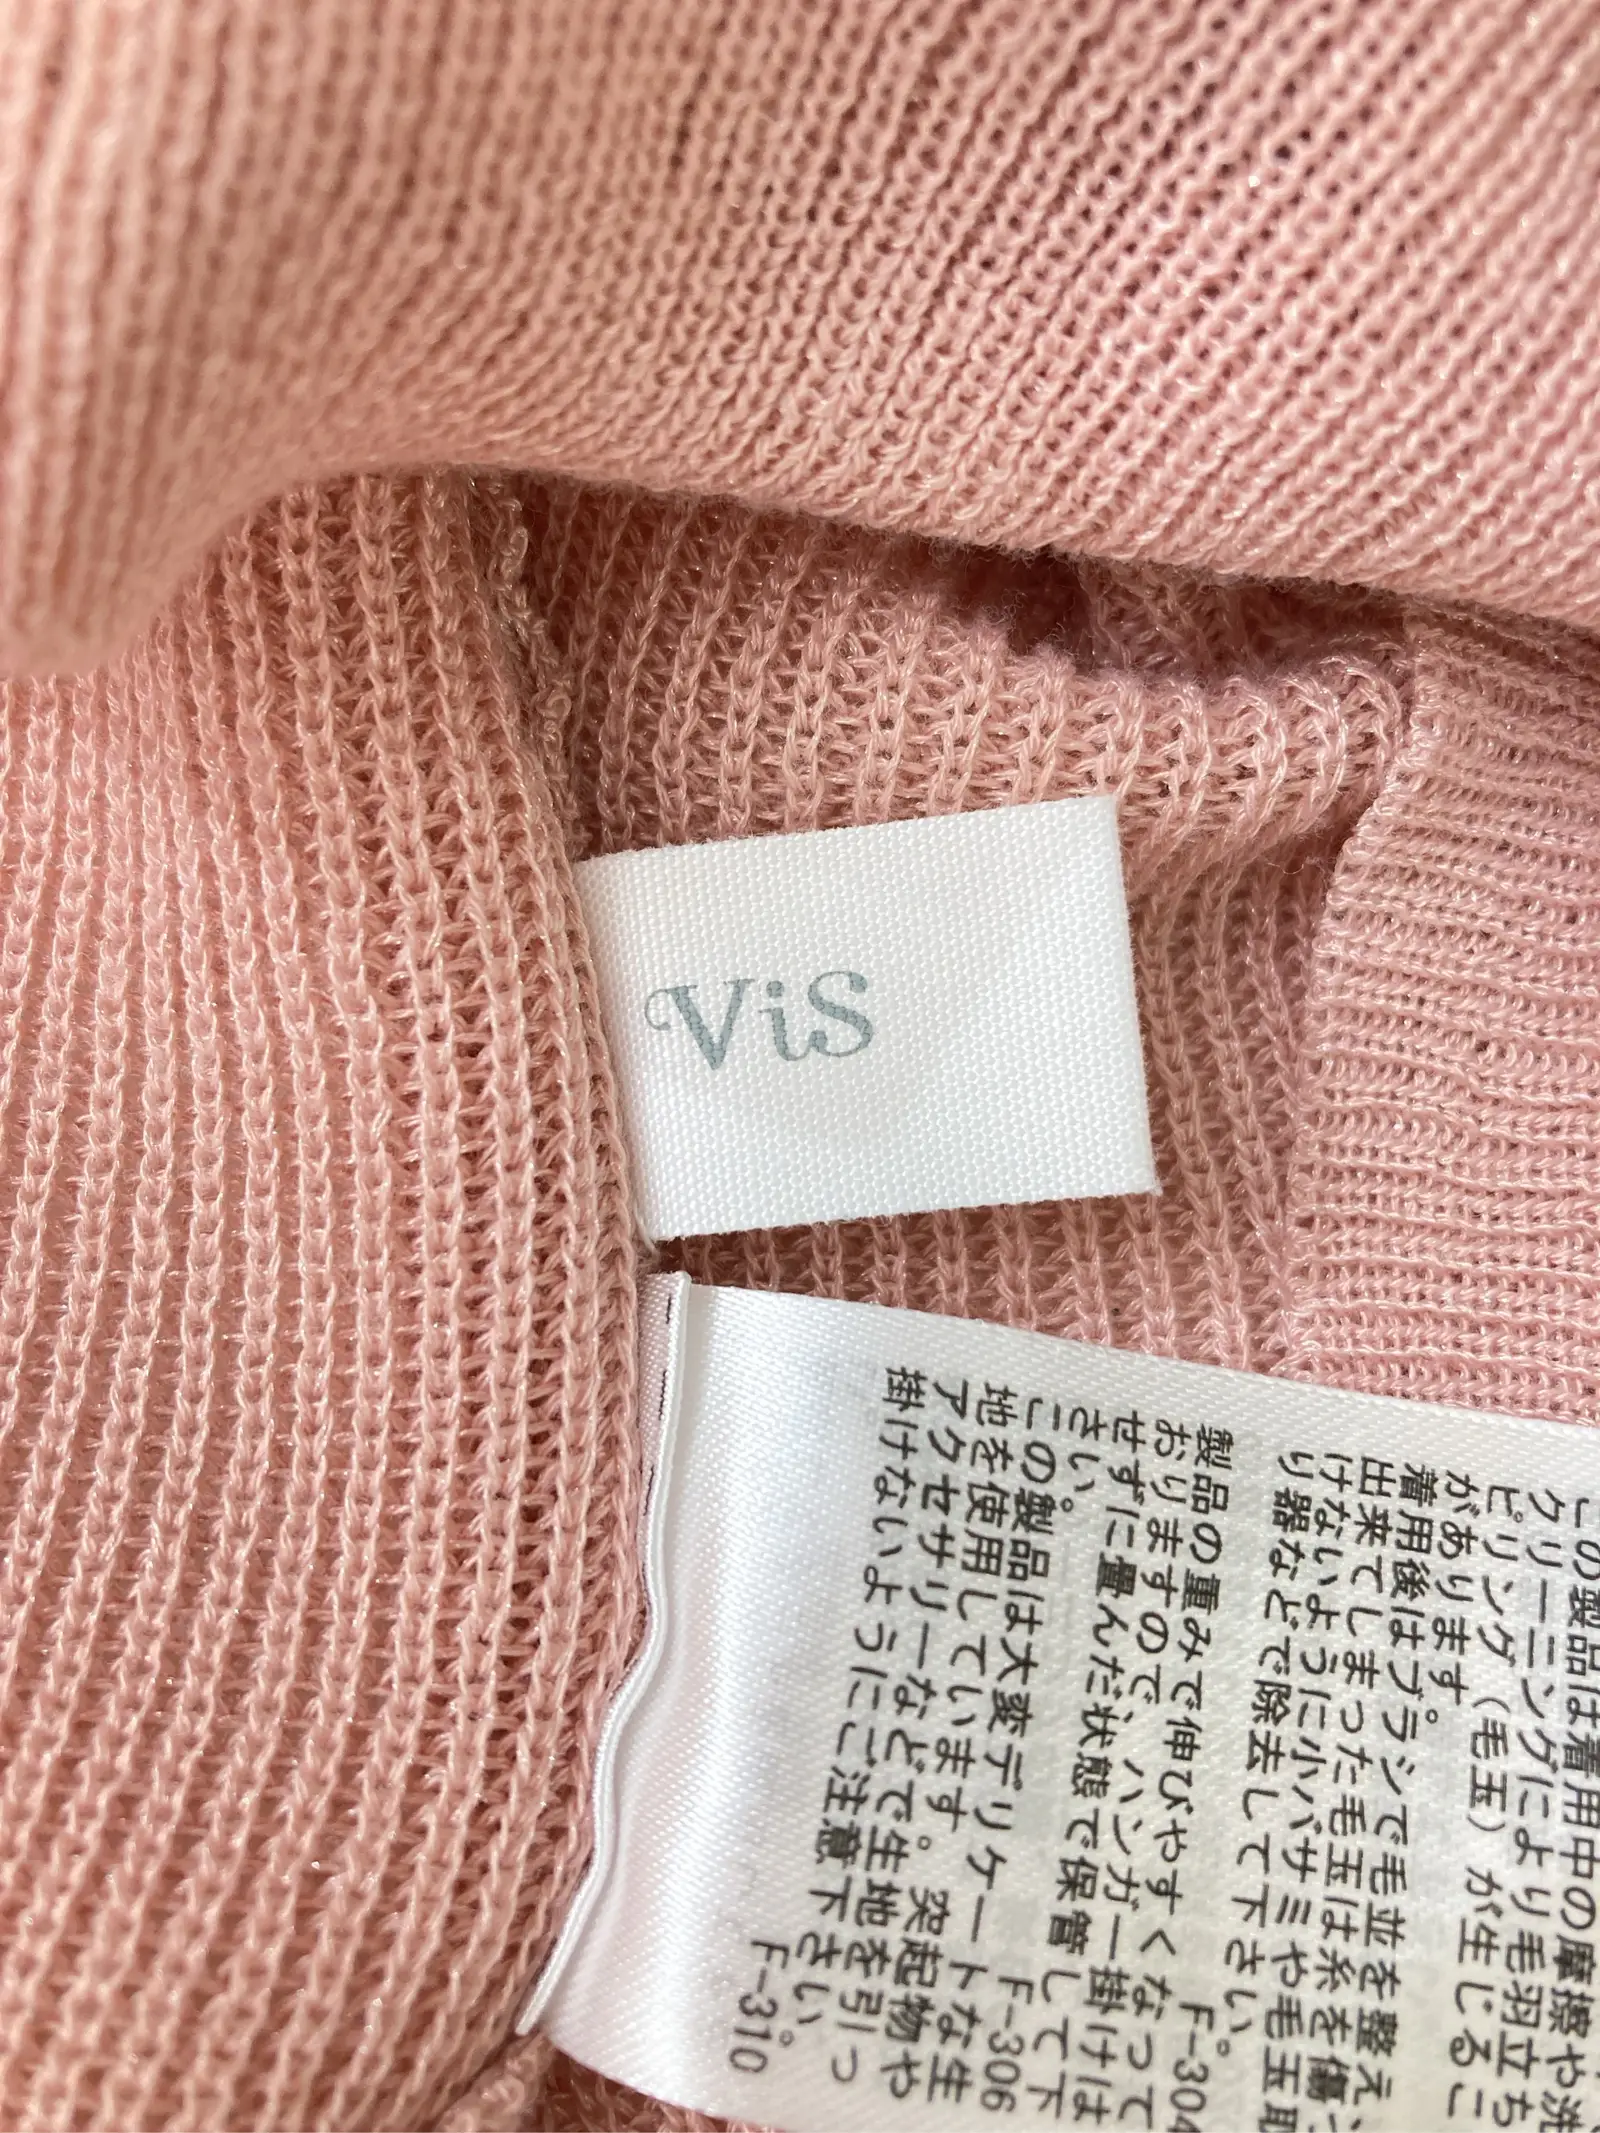 ViS
この製品は着用中の摩擦や洗
クリーニングにより毛羽立ち
ピリング（毛玉）が生じるこ
があります。
着用後はブラシで毛並を整え
出来てしまった毛玉は糸を傷
けないように小バサミや毛玉取
り器などで除去して下さい。
F-304
製品の重みで伸びやすくなって
おりますので、ハンガー掛けは
せずに畳んだ状態で保管して下
さい。
F-306
この製品は大変デリケートな生
地を使用しています。突起物や
アクセサリーなどで生地を引っ
掛けないようにご注意下さい。
F-310